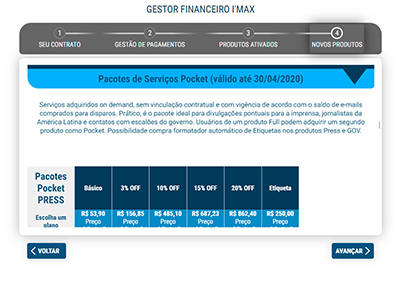 GESTOR FINANCEIRO I'MAX
1 2 3 4
SEU CONTRATO GESTÃO DE PAGAMENTOS PRODUTOS ATIVADOS NOVOS PRODUTOS
Pacotes de Serviços Pocket (válido até 30/04/2020)
Serviços adquiridos on demand, sem vinculação contratual e com vigência de acordo com o saldo de e-mails
comprados para disparos. Prático, é o pacote ideal para divulgações pontuais para a imprensa, jornalistas da
América Latina e contatos com escalões do governo. Usuários de um produto Full podem adquirir um segundo
produto como Pocket. Possibilidade compra formatador automático de Etiquetas nos produtos Press e GOV.
Pacotes
Pocket
PRESS
Escolha um
plano
Básico 3% OFF 10% OFF 15% OFF 20% OFF Etiqueta
R$ 53,90 R$ 156,85 R$ 485,10 R$ 687,23 R$ 862,40 R$ 250,00
Preço Preço Preço Preço Preço Preço
VOLTAR AVANÇAR